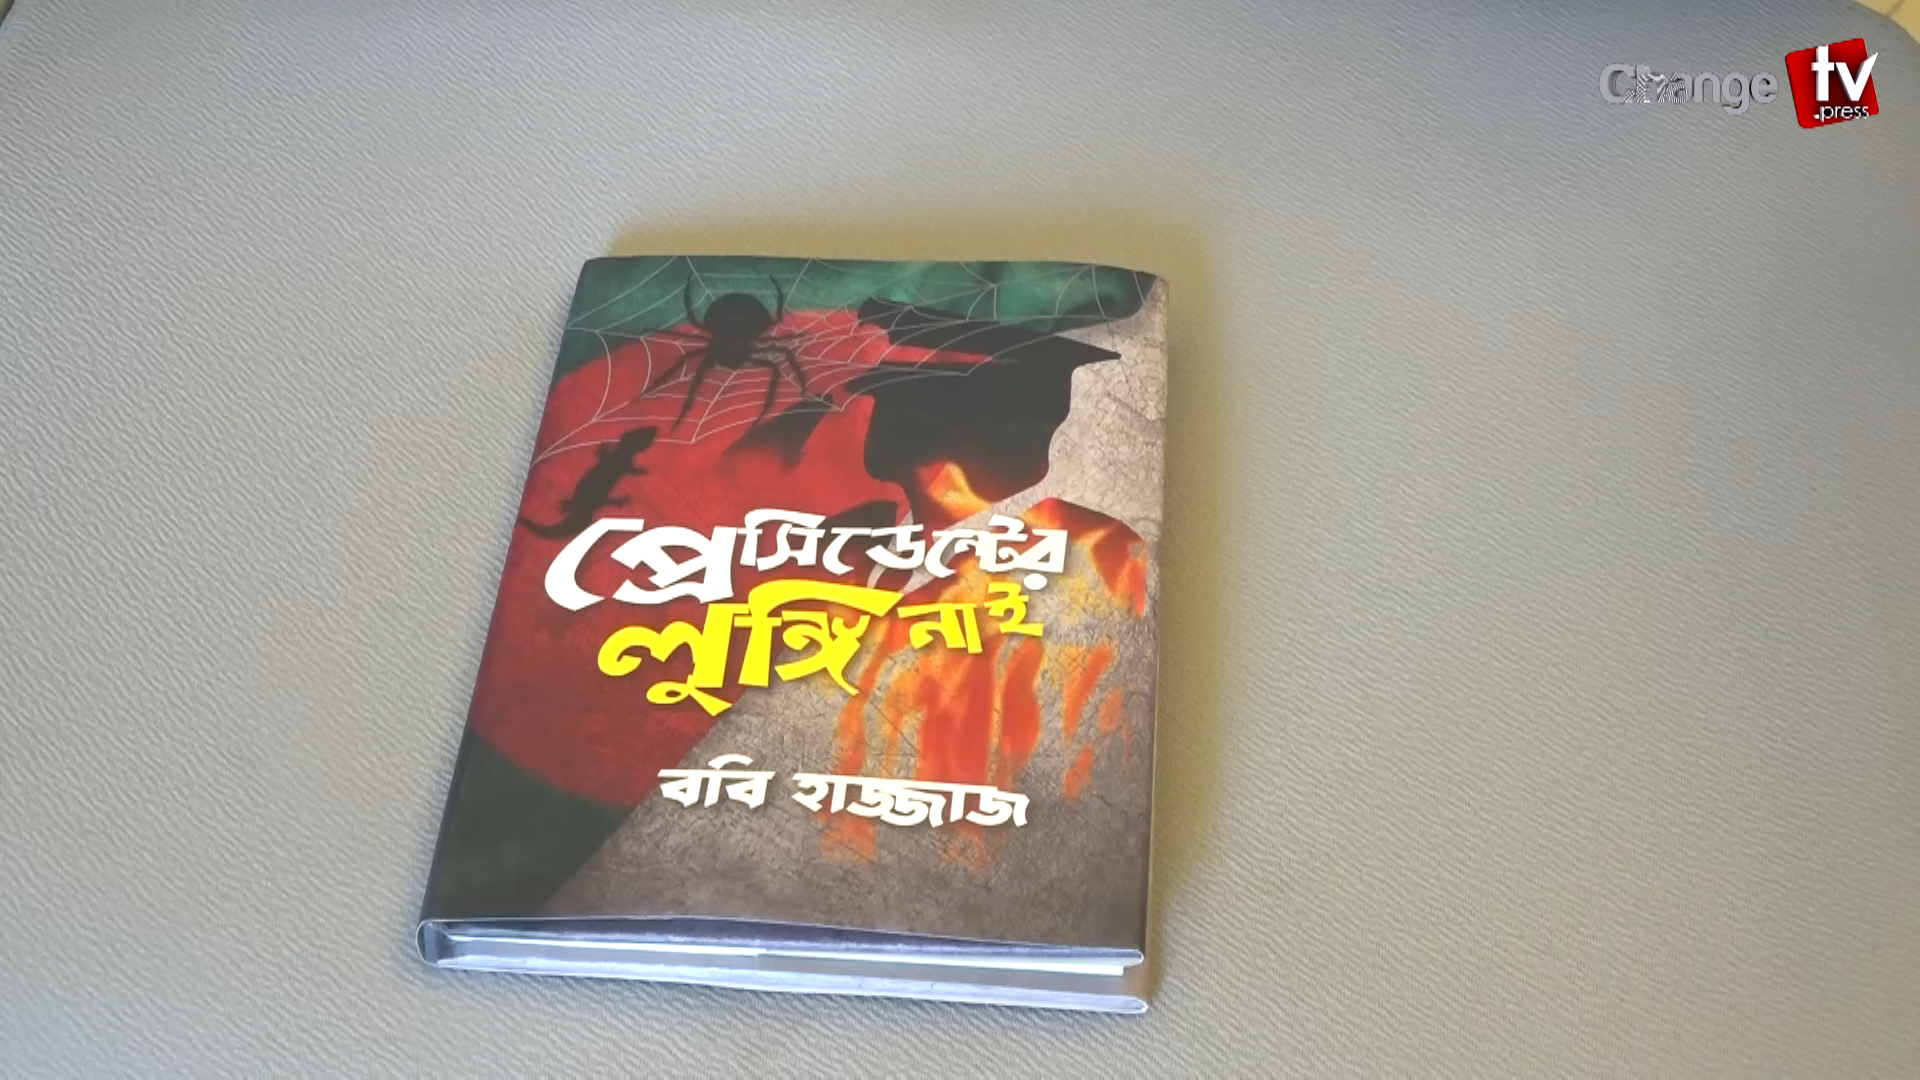 Change tv
.press
প্রেসিডেন্টের
লুঙ্গি নাই
ববি হাজ্জাজ